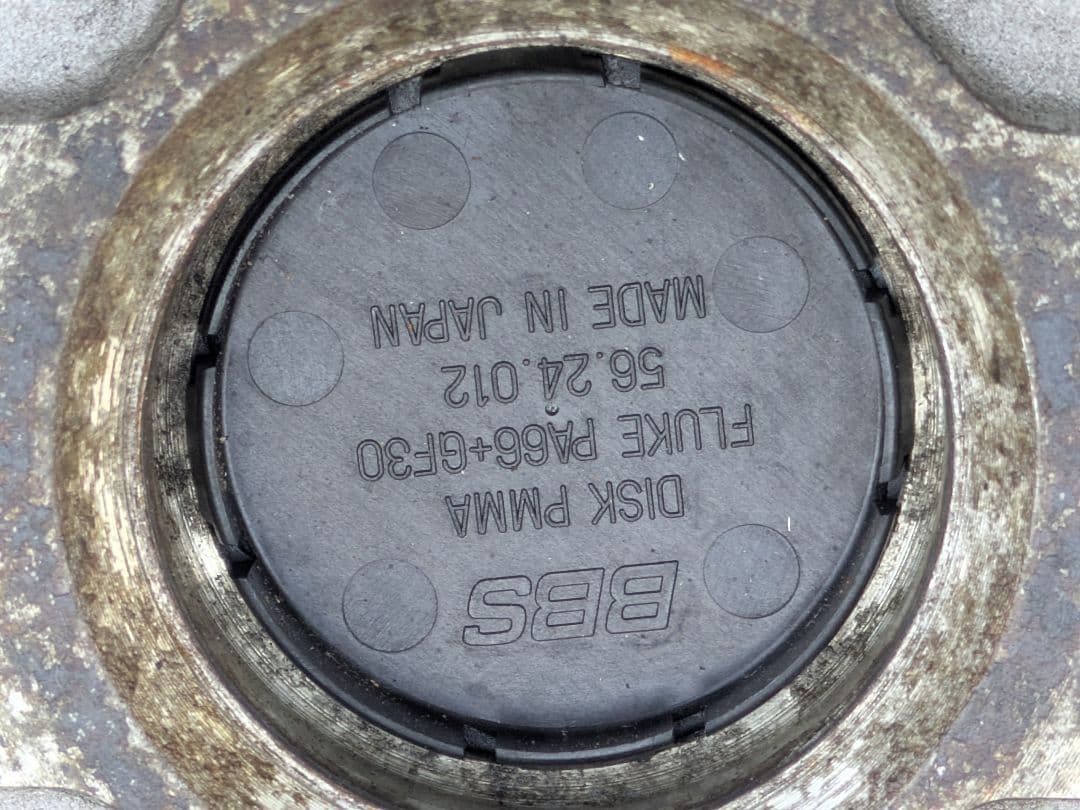 BBS
DISK PMMA
FLUKE PA66+GF30
56.24.012
MADE IN JAPAN